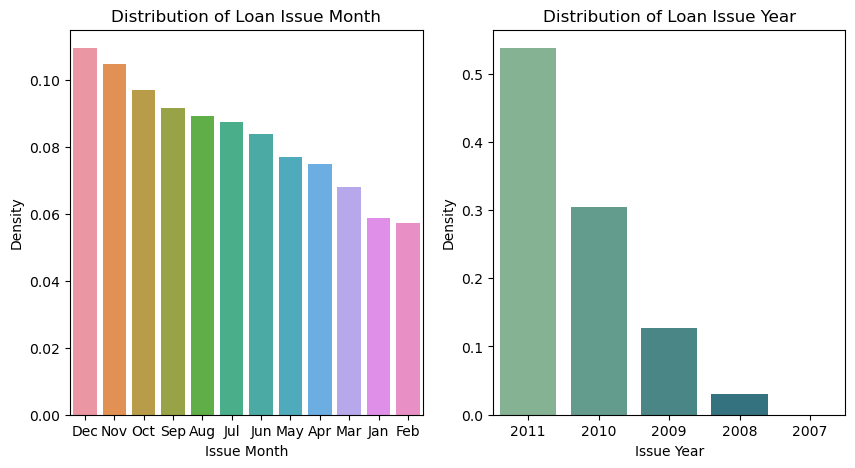 Distribution of Loan Issue Month
Density
0.10
0.08
0.06
0.04
0.02
0.00
Dec Nov Oct Sep Aug Jul Jun May Apr Mar Jan Feb
Issue Month
Distribution of Loan Issue Year
Density
0.5
0.4
0.3
0.2
0.1
0.0
2011 2010 2009 2008 2007
Issue Year